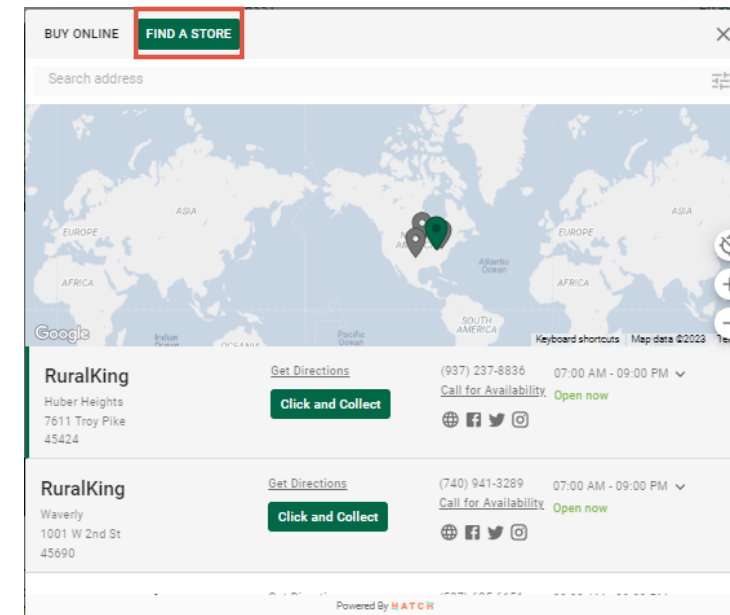 BUY ONLINE FIND A STORE
Search address
ASIA
EUROPE
AFRICA
Atlantic
Ocean
SOUTH
AMERICA
Pacific
Ocean
Indian
OCEANIA
ASIA
EUROPE
AFRICA
Google
Keyboard shortcuts Map data ©2023
RuralKing
Huber Heights
7611 Troy Pike
45424
Get Directions
Click and Collect
(937) 237-8836
Call for Availability
07:00 AM - 09:00 PM
Open now
RuralKing
Waverly
1001 W 2nd St
45690
Get Directions
Click and Collect
(740) 941-3289
Call for Availability
07:00 AM - 09:00 PM
Open now
Powered By HATCH